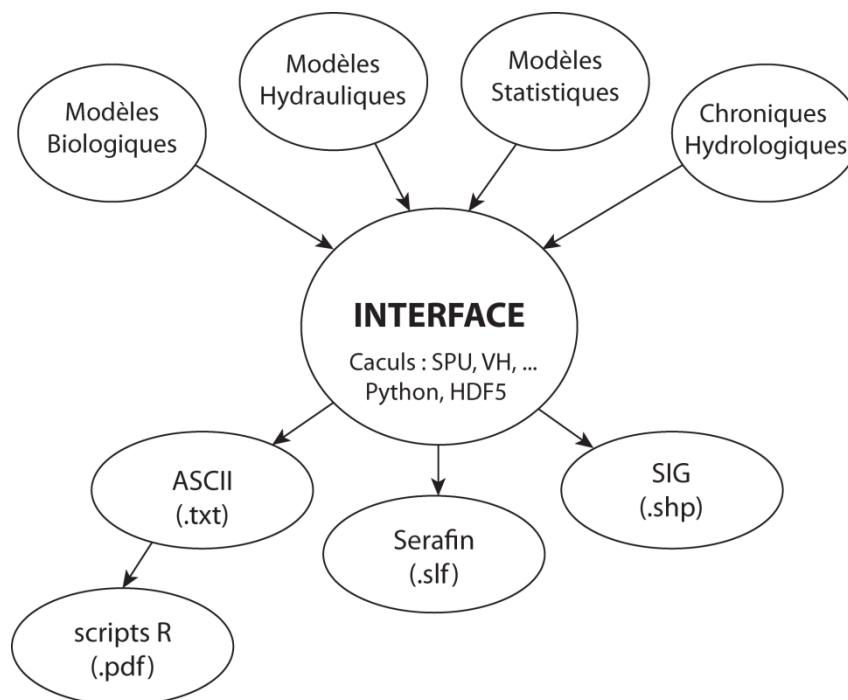 Modèles
Biologiques
Modèles
Hydrauliques
Modèles
Statistiques
Chroniques
Hydrologiques
INTERFACE
Caculs : SPU, VH, ...
Python, HDF5
ASCII
(.txt)
Serafin
(.slf)
SIG
(.shp)
scripts R
(.pdf)